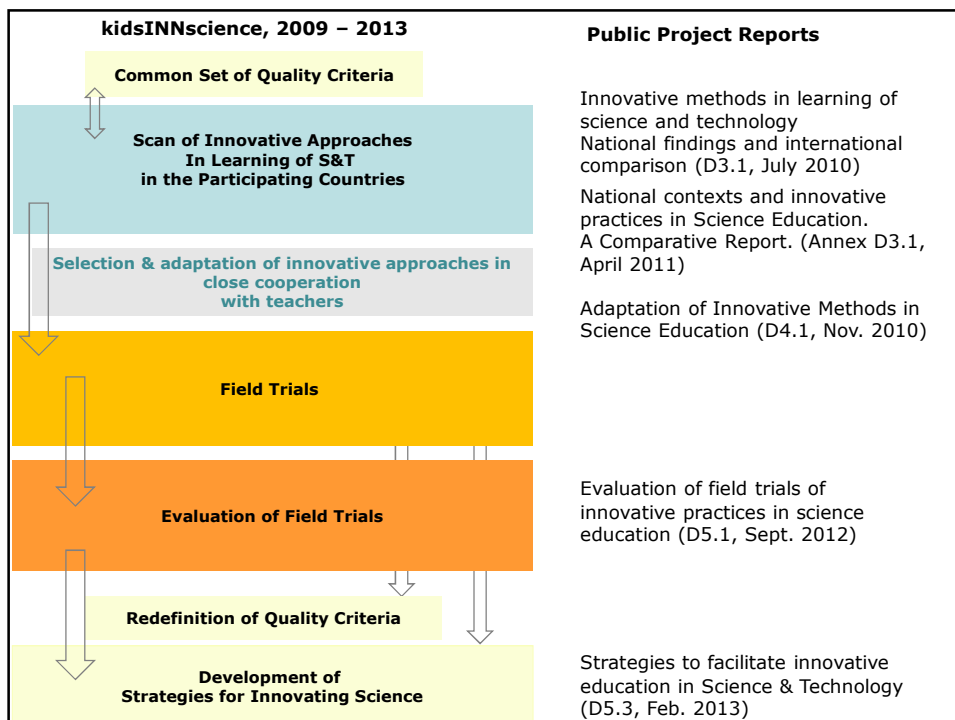 kidsINNscience, 2009 – 2013
Public Project Reports
Common Set of Quality Criteria
Scan of Innovative Approaches
In Learning of S&T
in the Participating Countries
Innovative methods in learning of
science and technology
National findings and international
comparison (D3.1, July 2010)
National contexts and innovative
practices in Science Education.
A Comparative Report. (Annex D3.1,
April 2011)
Selection & adaptation of innovative approaches in
close cooperation
with teachers
Adaptation of Innovative Methods in
Science Education (D4.1, Nov. 2010)
Field Trials
Evaluation of Field Trials
Evaluation of field trials of
innovative practices in science
education (D5.1, Sept. 2012)
Redefinition of Quality Criteria
Development of
Strategies for Innovating Science
Strategies to facilitate innovative
education in Science & Technology
(D5.3, Feb. 2013)